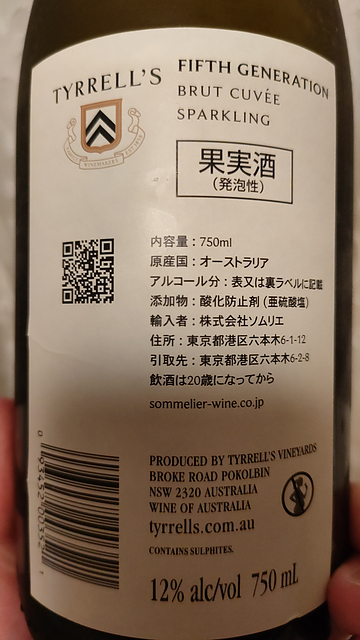 TYRRELL'S
FIFTH GENERATION
BRUT CUVÉE
SPARKLING
果実酒
(発泡性)
内容量：750ml
原産国：オーストラリア
アルコール分：表又は裏ラベルに記載
添加物：酸化防止剤（亜硫酸塩）
輸入者：株式会社ソムリエ
住所：東京都港区六本木6-1-12
引取先：東京都港区六本木6-2-8
飲酒は20歳になってから
sommelier-wine.co.jp
PRODUCED BY TYRRELL'S VINEYARDS
BROKE ROAD POKOLBIN
NSW 2320 AUSTRALIA
WINE OF AUSTRALIA
tyrrells.com.au
CONTAINS SULPHITES.
12% alc/vol 750 mL